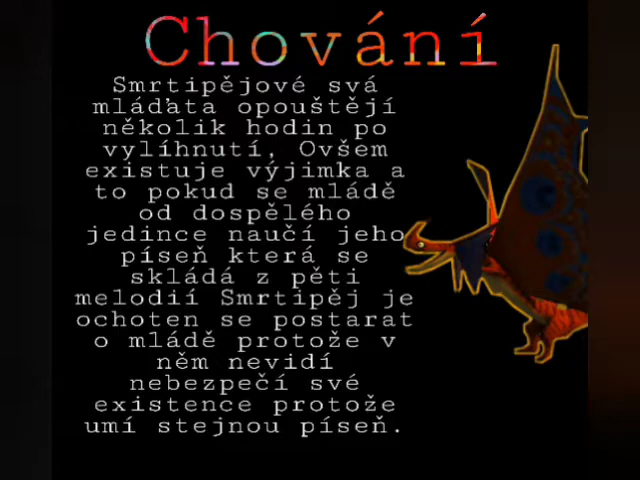 Chování
Smrtipějové svá
mláďata opouštějí
několik hodin po
vylíhnutí, Ovšem
existuje výjimka a
to pokud se mládě
od dospělého
jedince naučí jeho
píseň která se
skládá z pěti
melodií Smrtipěj je
ochoten se postarat
o mládě protože v
něm nevidí
nebezpečí své
existence protože
umí stejnou píseň.